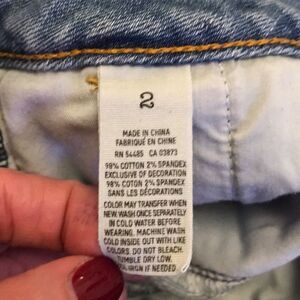 2
MADE IN CHINA
FABRIQUÉ EN CHINE
RN 54485 CA 03873
98% COTTON 2% SPANDEX
EXCLUSIVE OF DECORATION
98% COTON 2% SPANDEX
SANS LES DÉCORATIONS
COLOR MAY TRANSFER WHEN
NEW. WASH ONCE SEPARATELY
IN COLD WATER BEFORE
WEARING. MACHINE WASH
COLD INSIDE OUT WITH LIKE
COLORS. DO NOT BLEACH.
TUMBLE DRY LOW.
IRON IF NEEDED